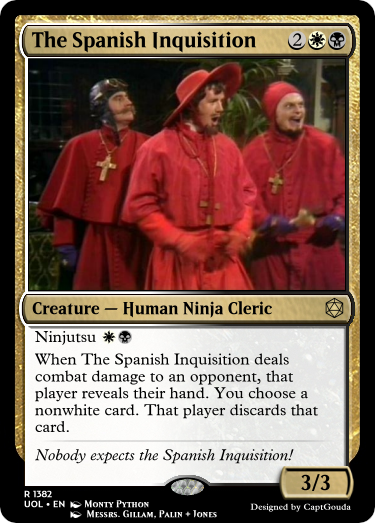 The Spanish Inquisition 2
Creature — Human Ninja Cleric
Ninjutsu
When The Spanish Inquisition deals
combat damage to an opponent, that
player reveals their hand. You choose a
nonwhite card. That player discards that
card.
Nobody expects the Spanish Inquisition!
3/3
R 1382
UOL • EN Monty Python
Messrs. Gillam, Palin + Jones
Designed by CaptGouda